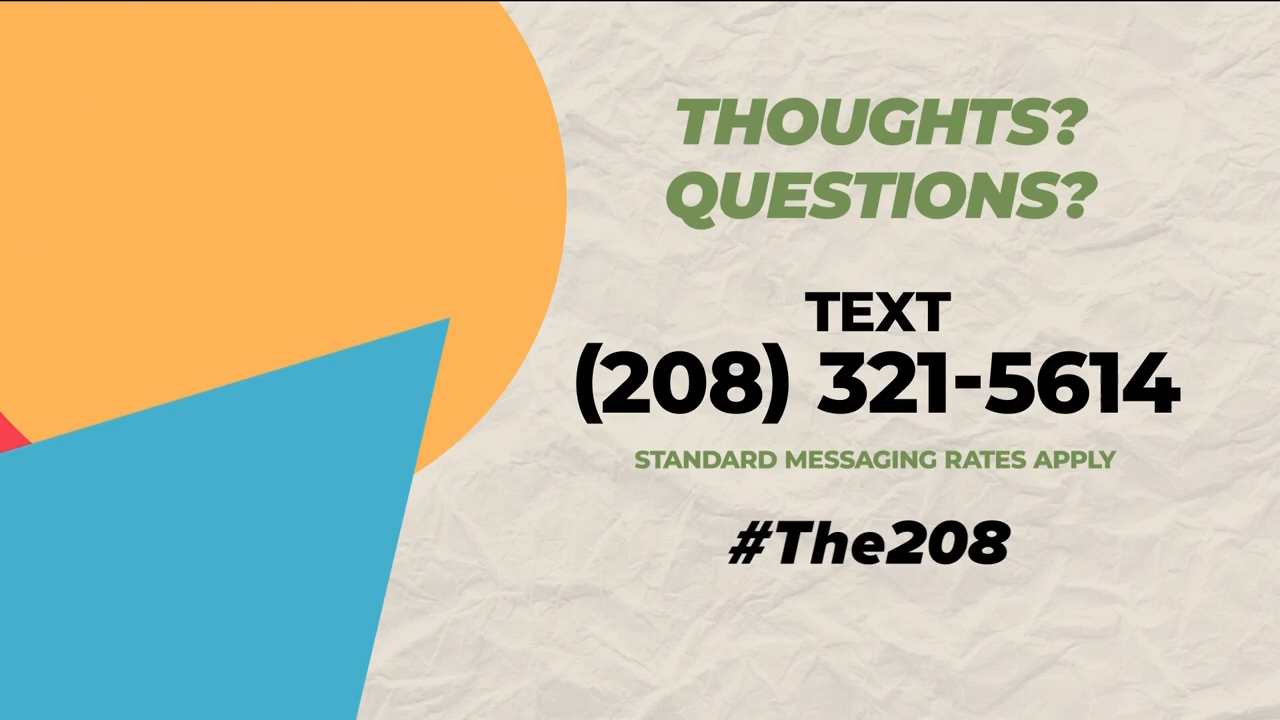 THOUGHTS?
QUESTIONS?
TEXT
(208) 321-5614
STANDARD MESSAGING RATES APPLY
#The208